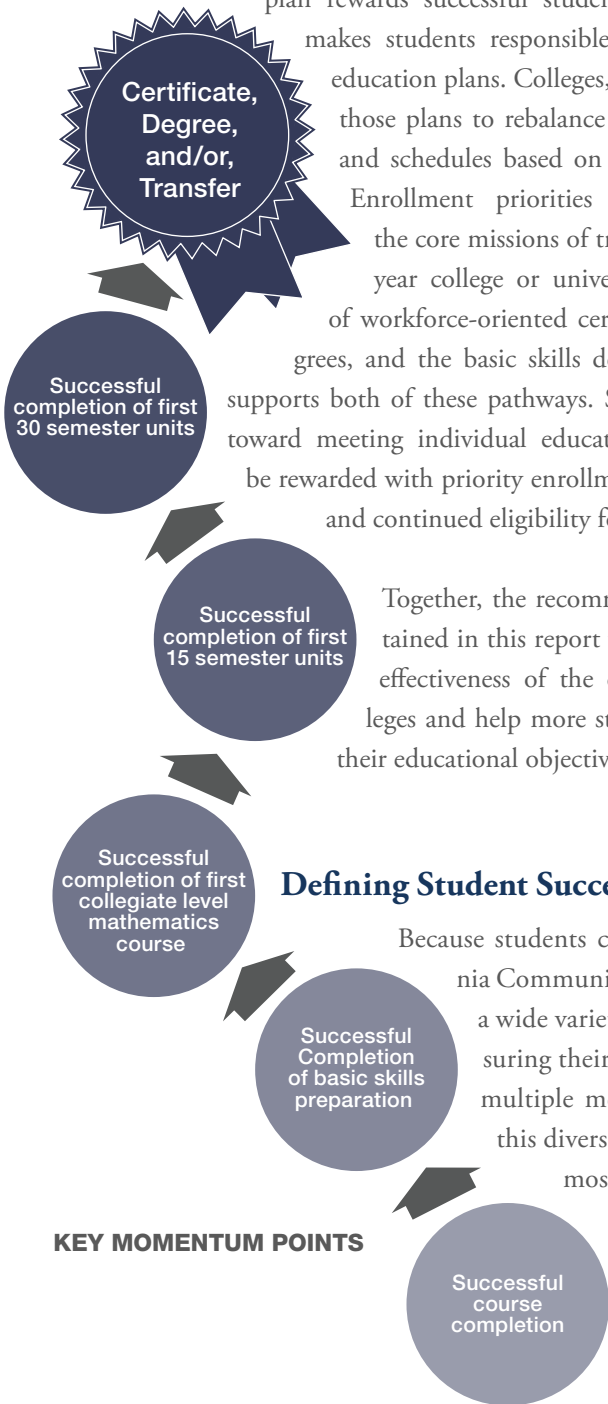 plan rewards successful studen
makes students responsible
education plans. Colleges,
those plans to rebalance
and schedules based on
Enrollment priorities
the core missions of tr
year college or unive
of workforce-oriented cer
grees, and the basic skills d
supports both of these pathways. S
toward meeting individual educat
be rewarded with priority enrollm
and continued eligibility f
Together, the recomm
tained in this report
effectiveness of the
leges and help more st
their educational objectiv
Defining Student Succe
Because students c
nia Communi
a wide varie
suring their
multiple m
this divers
mos
Certificate,
Degree,
and/or,
Transfer
Successful
completion of first
30 semester units
Successful
completion of first
15 semester units
Successful
completion of first
collegiate level
mathematics
course
Successful
Completion
of basic skills
preparation
Successful
course
completion
KEY MOMENTUM POINTS